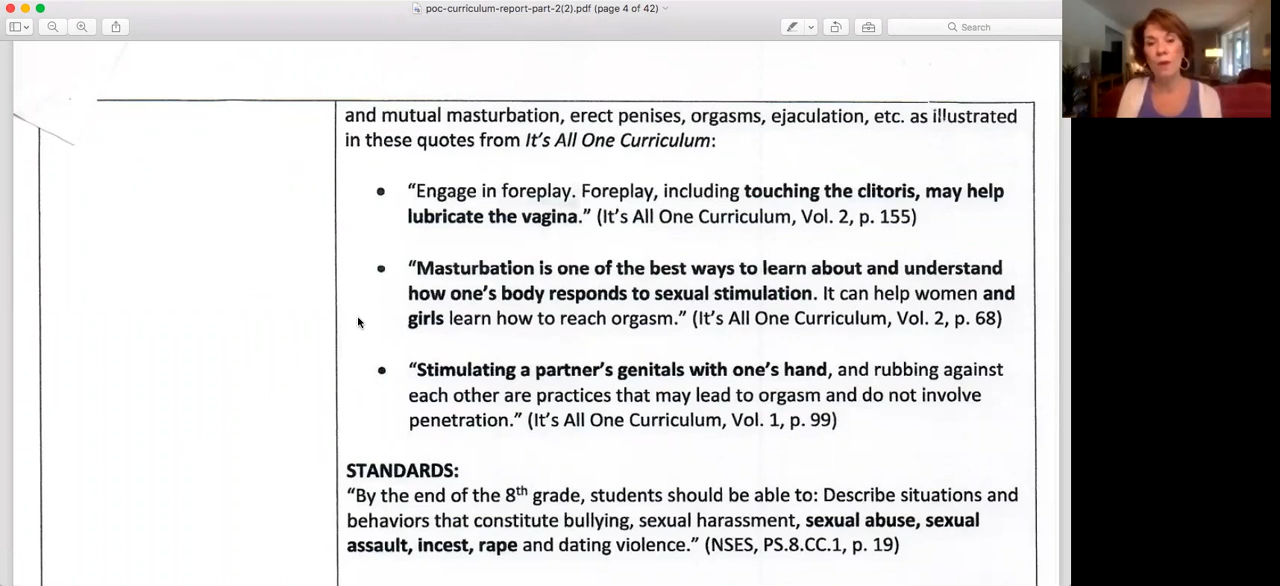 poc-curriculum-report-part-2(2).pdf (page 4 of 42)
Search
and mutual masturbation, erect penises, orgasms, ejaculation, etc. as illustrated
in these quotes from It's All One Curriculum:
• “Engage in foreplay. Foreplay, including touching the clitoris, may help
lubricate the vagina.” (It's All One Curriculum, Vol. 2, p. 155)
• “Masturbation is one of the best ways to learn about and understand
how one's body responds to sexual stimulation. It can help women and
girls learn how to reach orgasm.” (It's All One Curriculum, Vol. 2, p. 68)
• “Stimulating a partner's genitals with one's hand, and rubbing against
each other are practices that may lead to orgasm and do not involve
penetration.” (It's All One Curriculum, Vol. 1, p. 99)
STANDARDS:
“By the end of the 8th grade, students should be able to: Describe situations and
behaviors that constitute bullying, sexual harassment, sexual abuse, sexual
assault, incest, rape and dating violence.” (NSES, PS.8.CC.1, p. 19)